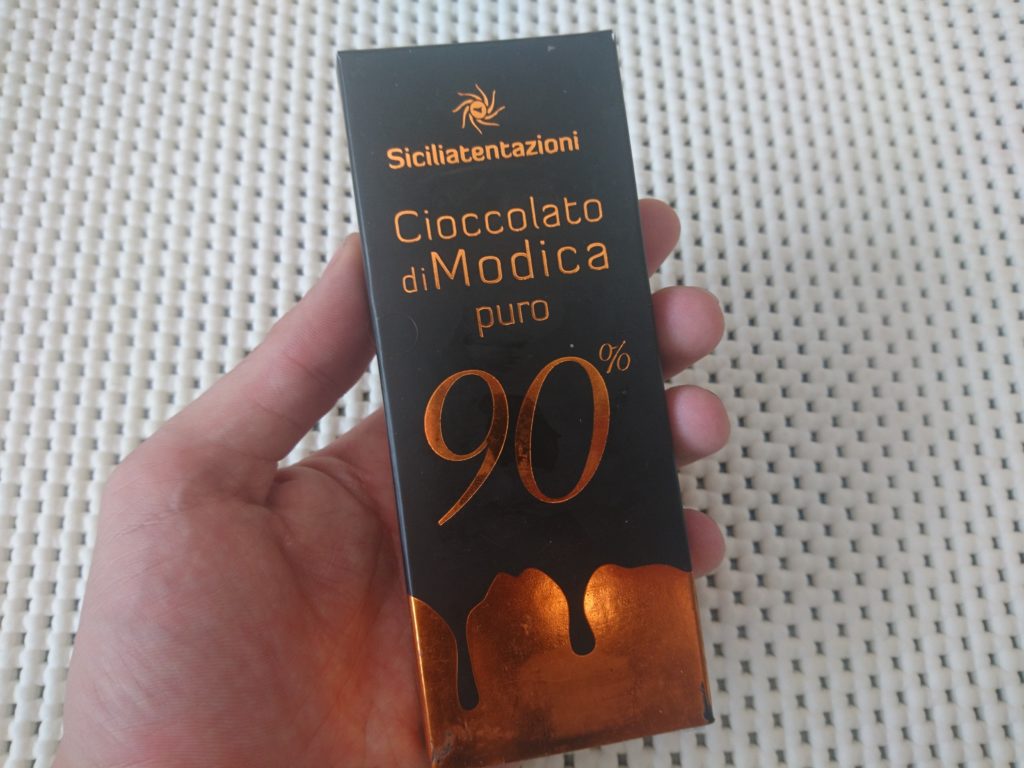 Siciliatentazioni
Cioccolato
di Modica
puro
90%